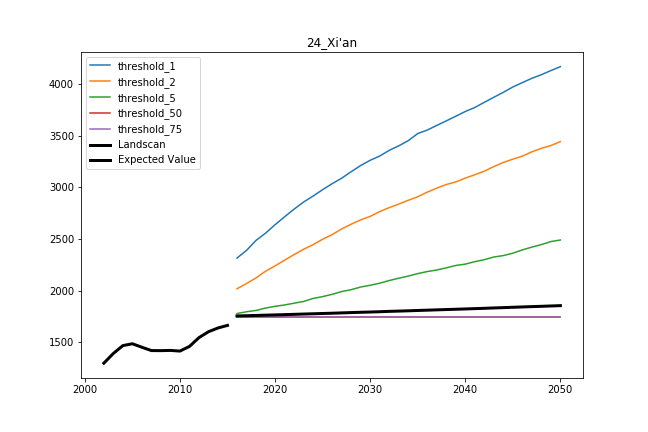 24_Xi'an
threshold_1
threshold_2
threshold_5
threshold_50
threshold_75
Landscan
Expected Value
4000
3500
3000
2500
2000
1500
2000 2010 2020 2030 2040 2050